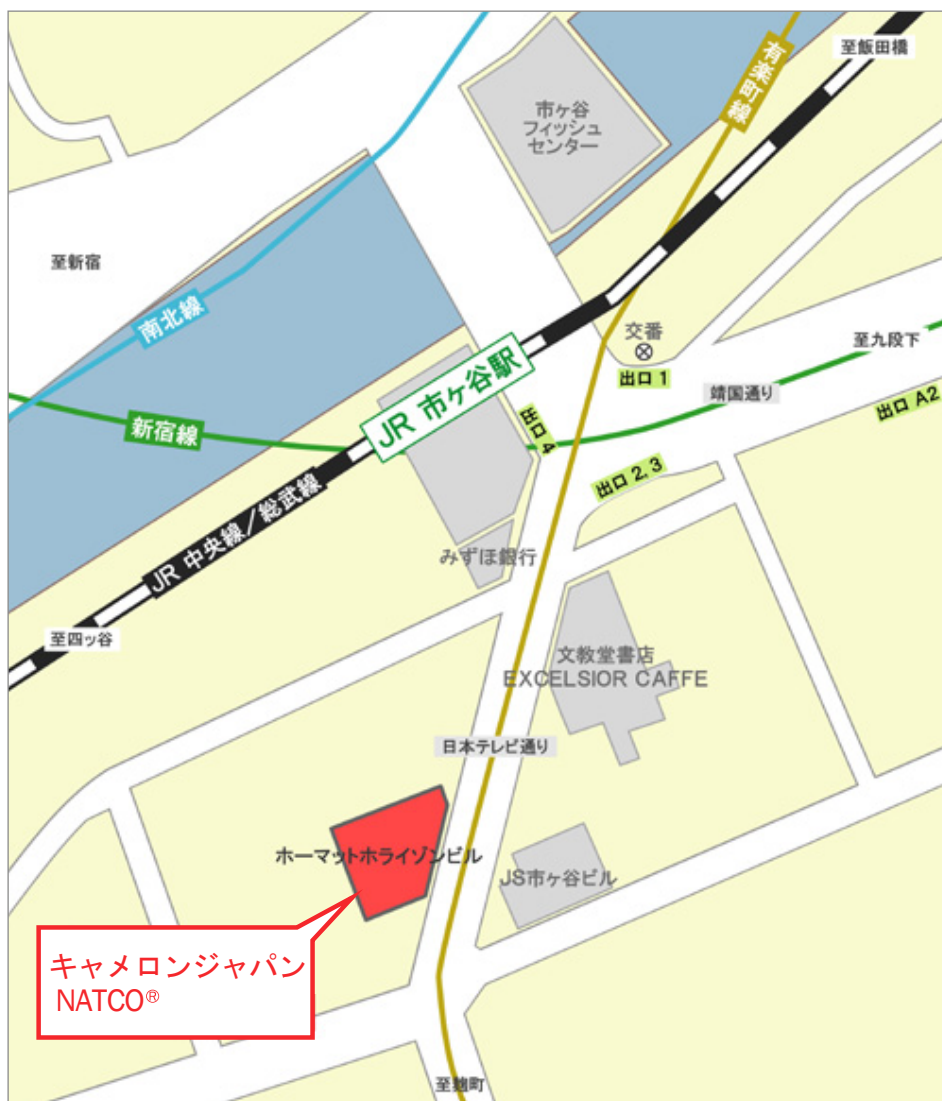 至飯田橋
有楽町線
市ヶ谷
フィッシュ
センター
至新宿
南北線
交番
至九段下
出口 1
JR 市ヶ谷駅
靖国通り
出口 A2
新宿線
出口 4
出口 2, 3
JR 中央線／総武線
みずほ銀行
至四ッ谷
文教堂書店
EXCELSIOR CAFFE
日本テレビ通り
ホーマットホライゾンビル
JS市ヶ谷ビル
キャメロンジャパン
NATCO®
至麹町